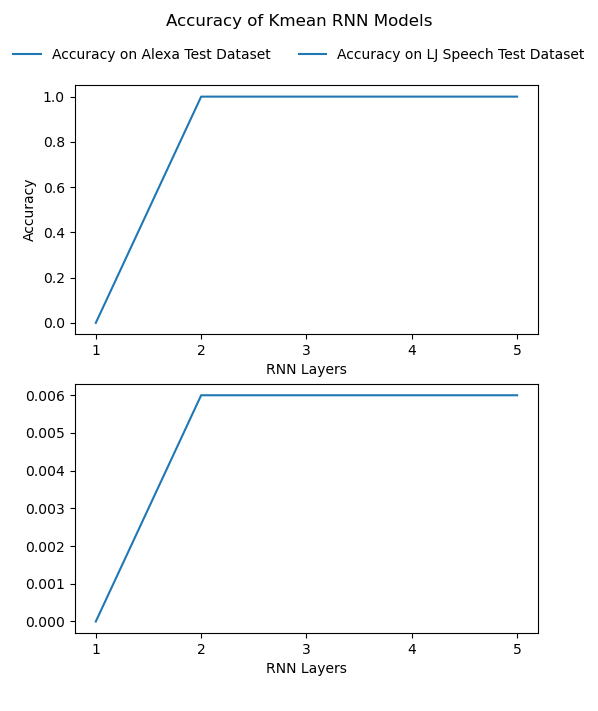 Accuracy of Kmean RNN Models
Accuracy on Alexa Test Dataset Accuracy on LJ Speech Test Dataset
1.0
0.8
0.6
0.4
0.2
0.0
Accuracy
1 2 3 4 5
RNN Layers
0.006
0.005
0.004
0.003
0.002
0.001
0.000
1 2 3 4 5
RNN Layers